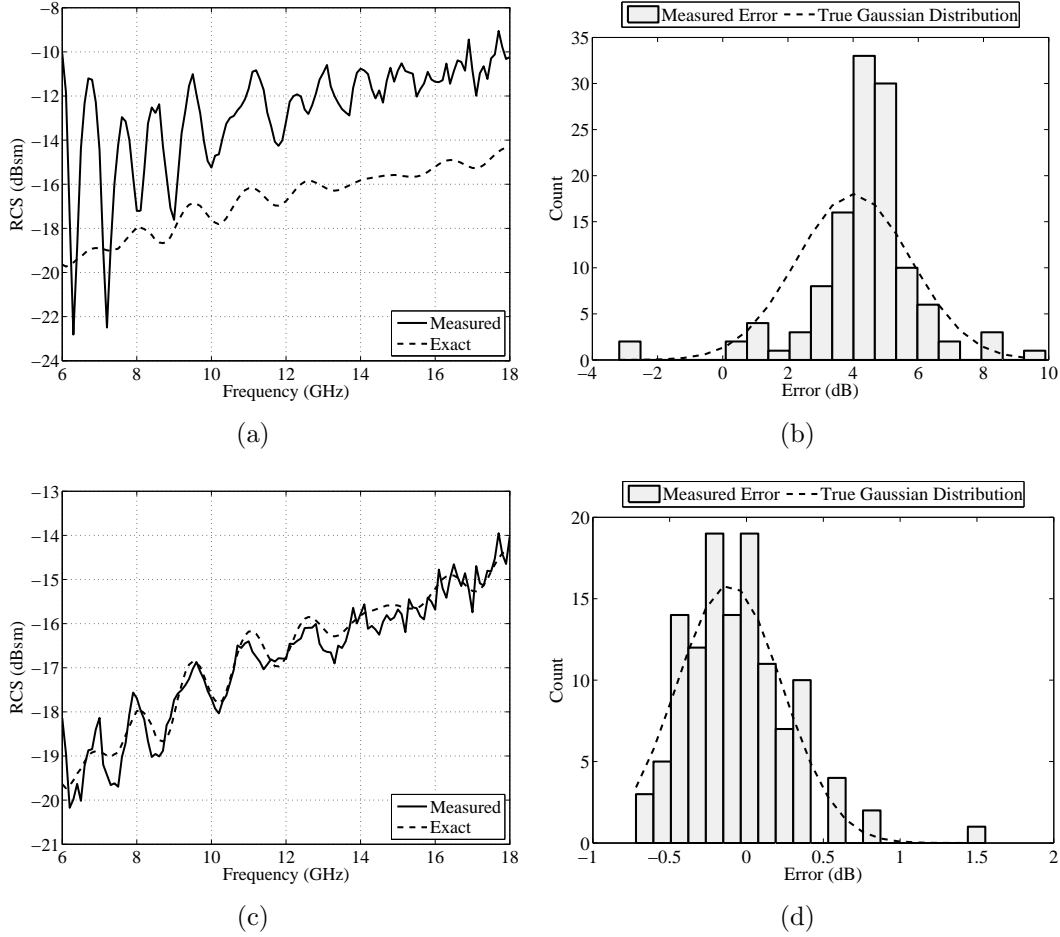 −8
−10
−12
−14
−16
−18
−20
−22
−24
RCS (dBsm)
6 8 10 12 14 16 18
Frequency (GHz)
Measured
Exact
(a)
Measured Error True Gaussian Distribution
35
30
25
20
15
10
5
0
Count
−4 −2 0 2 4 6 8 10
Error (dB)
(b)
−13
−14
−15
−16
−17
−18
−19
−20
−21
RCS (dBsm)
6 8 10 12 14 16 18
Frequency (GHz)
Measured
Exact
(c)
Measured Error True Gaussian Distribution
20
15
10
5
0
Count
−1 −0.5 0 0.5 1 1.5 2
Error (dB)
(d)